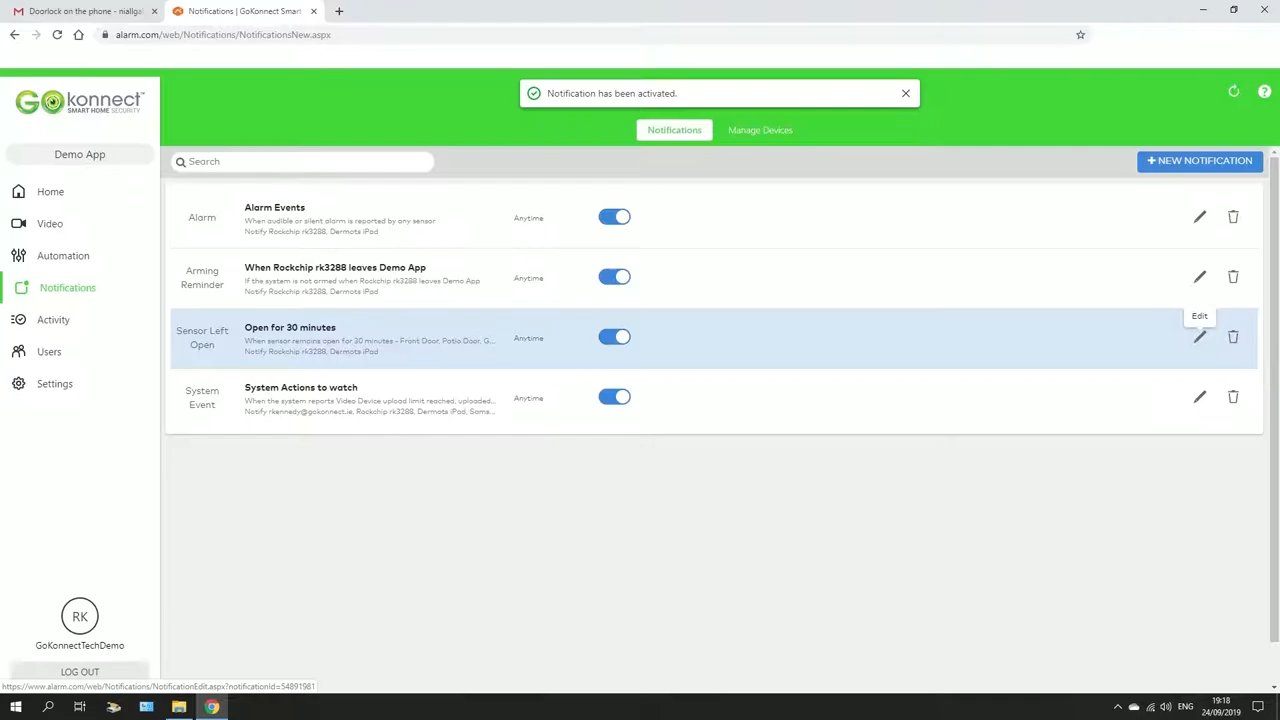 Doorlock on the phone - niallgal
Notifications | GoKonnect Smart
alarm.com/web/Notifications/NotificationsNew.aspx
GOkonnect™
SMART HOME SECURITY
Notification has been activated.
Notifications
Manage Devices
Demo App
Search
+ NEW NOTIFICATION
Home
Video
Automation
Notifications
Activity
Users
Settings
Alarm
Alarm Events
When audible or silent alarm is reported by any sensor
Notify Rockchip rk3288, Dermots iPad
Anytime
Arming
Reminder
When Rockchip rk3288 leaves Demo App
If the system is not armed when Rockchip rk3288 leaves Demo App
Notify Rockchip rk3288, Dermots iPad
Anytime
Edit
Sensor Left
Open
Open for 30 minutes
When sensor remains open for 30 minutes - Front Door, Patio Door, G...
Notify Rockchip rk3288, Dermots iPad
Anytime
System
Event
System Actions to watch
When the system reports Video Device upload limit reached, uploaded...
Notify rkennedy@gokonnect.ie, Rockchip rk3288, Dermots iPad, Sams...
Anytime
RK
GoKonnectTechDemo
LOG OUT
https://www.alarm.com/web/Notifications/NotificationEdit.aspx?notificationId=54891981
ENG
19:18
24/09/2019